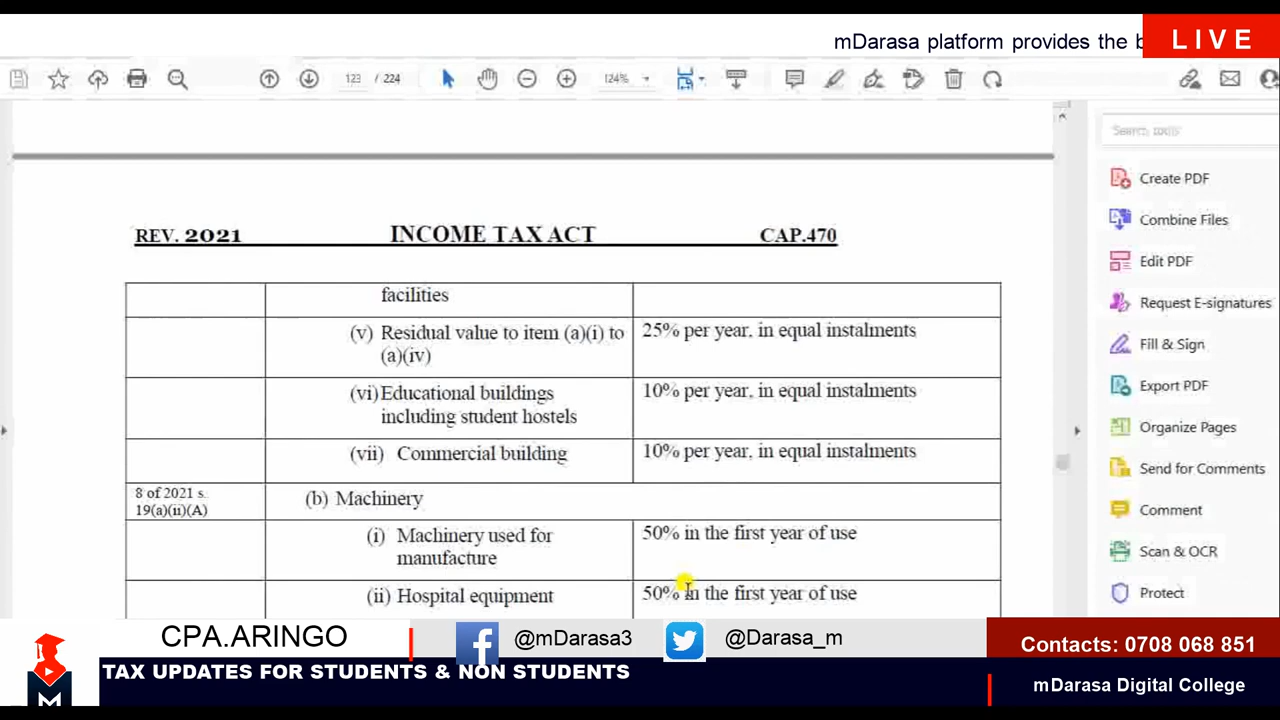 mDarasa platform provides the b
LIVE
123 / 224
124%
Search tools
Create PDF
Combine Files
Edit PDF
Request E-signatures
Fill & Sign
Export PDF
Organize Pages
Send for Comments
Comment
Scan & OCR
Protect
REV. 2021 INCOME TAX ACT CAP.470
facilities
(v) Residual value to item (a)(i) to
(a)(iv)
25% per year, in equal instalments
(vi) Educational buildings
including student hostels
10% per year, in equal instalments
(vii) Commercial building
10% per year, in equal instalments
8 of 2021 s.
19(a)(ii)(A)
(b) Machinery
(i) Machinery used for
manufacture
50% in the first year of use
(ii) Hospital equipment
50% in the first year of use
CPA.ARINGO
@mDarasa3
@Darasa_m
Contacts: 0708 068 851
M
TAX UPDATES FOR STUDENTS & NON STUDENTS
mDarasa Digital College